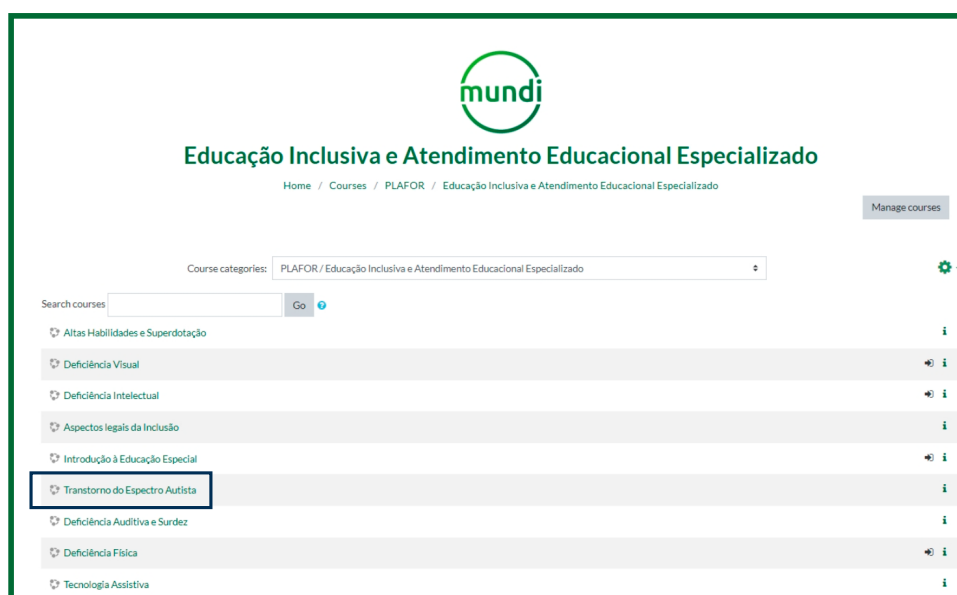 mundi
Educação Inclusiva e Atendimento Educacional Especializado
Home / Courses / PLAFOR / Educação Inclusiva e Atendimento Educacional Especializado
Manage courses
Course categories: PLAFOR / Educação Inclusiva e Atendimento Educacional Especializado
Search courses Go
Altas Habilidades e Superdotação
Deficiência Visual
Deficiência Intelectual
Aspectos legais da Inclusão
Introdução à Educação Especial
Transtorno do Espectro Autista
Deficiência Auditiva e Surdez
Deficiência Física
Tecnologia Assistiva